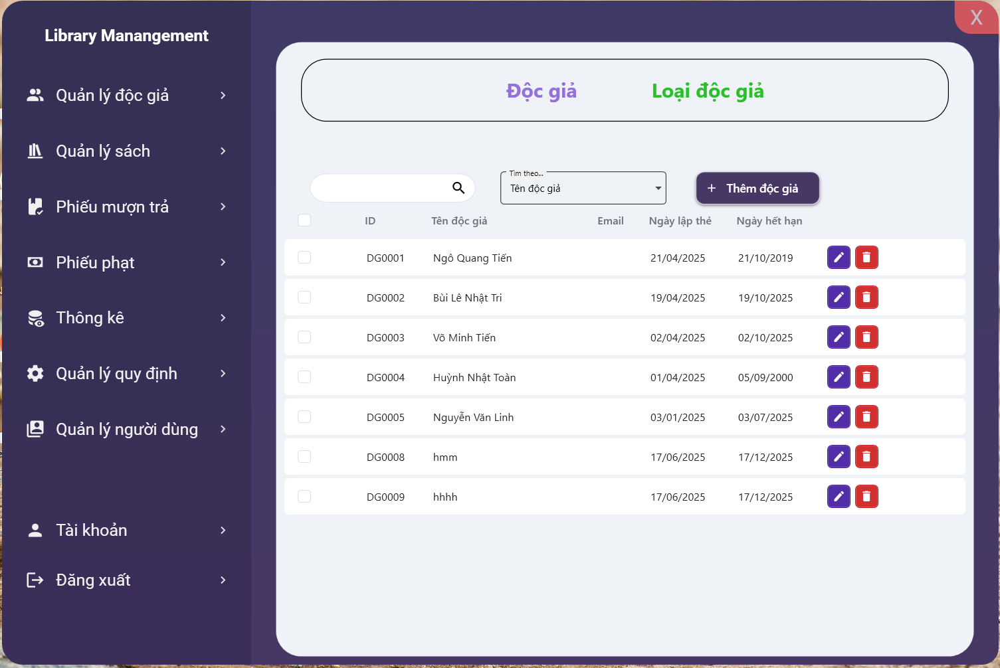 Library Manangement
X
Quản lý độc giả
Quản lý sách
Phiếu mượn trả
Phiếu phạt
Thông kê
Quản lý quy định
Quản lý người dùng
Tài khoản
Đăng xuất
Độc giả Loại độc giả
Tìm theo...
Tên độc giả
+ Thêm độc giả
ID Tên độc giả Email Ngày lập thẻ Ngày hết hạn
DG0001 Ngô Quang Tiến 21/04/2025 21/10/2019
DG0002 Bùi Lê Nhật Tri 19/04/2025 19/10/2025
DG0003 Võ Minh Tiến 02/04/2025 02/10/2025
DG0004 Huỳnh Nhật Toàn 01/04/2025 05/09/2000
DG0005 Nguyễn Văn Linh 03/01/2025 03/07/2025
DG0008 hmm 17/06/2025 17/12/2025
DG0009 hhhh 17/06/2025 17/12/2025